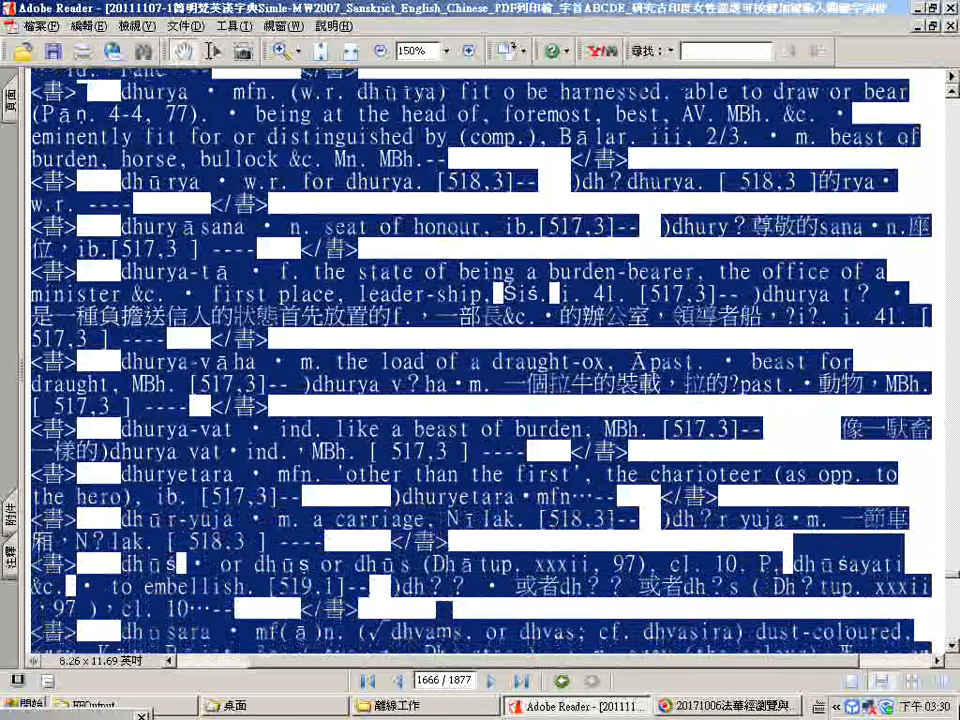 Adobe Reader - [20111107-1簡明梵英漢字典Simle-MW2007_Sanskrit_English_Chinese_PDF列印檔_字首ABCDE_研究古印度女性
檔案(F) 編輯(E) 檢視(V) 文件(D) 工具(T) 視窗(W) 說明(H)
150% 尋找：
頁面
<書> dhurya • mfn. (w.r. dhūrya) fit o be harnessed, able to draw or bear
(Pāṇ. 4-4, 77). • being at the head of, foremost, best, AV. MBh. &c. •
eminently fit for or distinguished by (comp.), Bālar. iii, 2/3. • m. beast of
burden, horse, bullock &c. Mn. MBh.-- </書>
<書> dhūrya • w.r. for dhurya. [518,3]-- )dh？dhurya. [ 518,3 ]的rya•
w.r. ---- </書>
<書> dhuryāsana • n. seat of honour, ib.[517,3]-- )dhury？尊敬的sana•n.座
位，ib.[517,3 ] ---- </書>
<書> dhurya-tā • f. the state of being a burden-bearer, the office of a
minister &c. • first place, leader-ship, Śiś. i. 41. [517,3]-- )dhurya t？ •
是一種負擔送信人的狀態首先放置的f.，一部長&c.•的辦公室，領導者船，?i?. i. 41. [
517,3 ] ---- </書>
<書> dhurya-vāha • m. the load of a draught-ox, Āpast. • beast for
draught, MBh. [517,3]-- )dhurya v？ha•m. 一個拉牛的裝載，拉的?past.•動物，MBh.
[ 517,3 ] ---- </書>
<書> dhurya-vat • ind. like a beast of burden, MBh. [517,3]-- 像一馱畜
一樣的)dhurya vat•ind.，MBh. [ 517,3 ] ---- </書>
<書> dhuryetara • mfn. 'other than the first', the charioteer (as opp. to
the hero), ib. [517,3]-- )dhuryetara•mfn…-- </書>
<書> dhūr-yuja • m. a carriage, Nīlak. [518,3]-- )dh？r yuja•m. 一節車
廂，N？lak. [ 518,3 ] ---- </書>
<書> dhūś • or dhūṣ or dhūs (Dhātup. xxxii, 97), cl. 10. P. dhūśayati
&c. • to embellish. [519,1]-- )dh？？ • 或者dh？？ 或者dh？s ( Dh？tup. xxxii
，97 )，cl. 10…-- </書>
<書> dhūsara • mf(ā)n. (√dhvaṃs, or dhvas; cf. dhvasira) dust-coloured,
附件
注釋
8.26 x 11.69 英吋
1666 / 1877
開始 桌面 離線工作 Adobe Reader - [201111... 20171006法華經瀏覽與... 下午 03:30